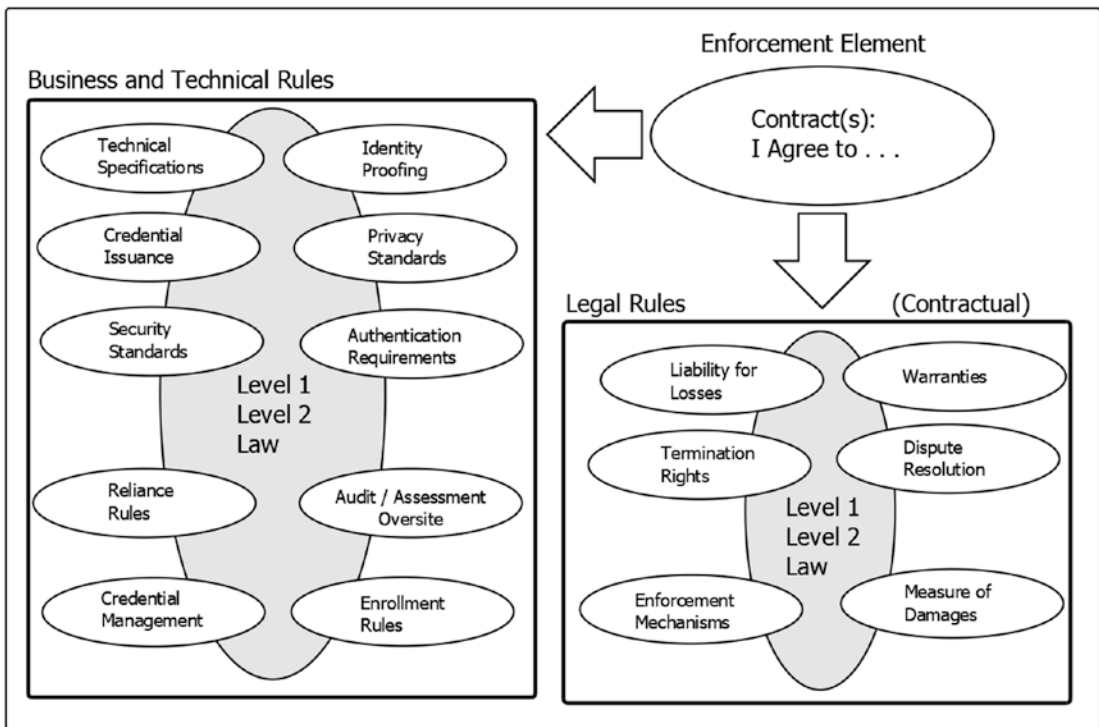 Enforcement Element
Contract(s):
I Agree to . . .
Business and Technical Rules
Technical
Specifications
Identity
Proofing
Credential
Issuance
Privacy
Standards
Security
Standards
Authentication
Requirements
Level 1
Level 2
Law
Reliance
Rules
Audit / Assessment
Oversite
Credential
Management
Enrollment
Rules
Legal Rules (Contractual)
Liability for
Losses
Warranties
Termination
Rights
Dispute
Resolution
Level 1
Level 2
Law
Enforcement
Mechanisms
Measure of
Damages